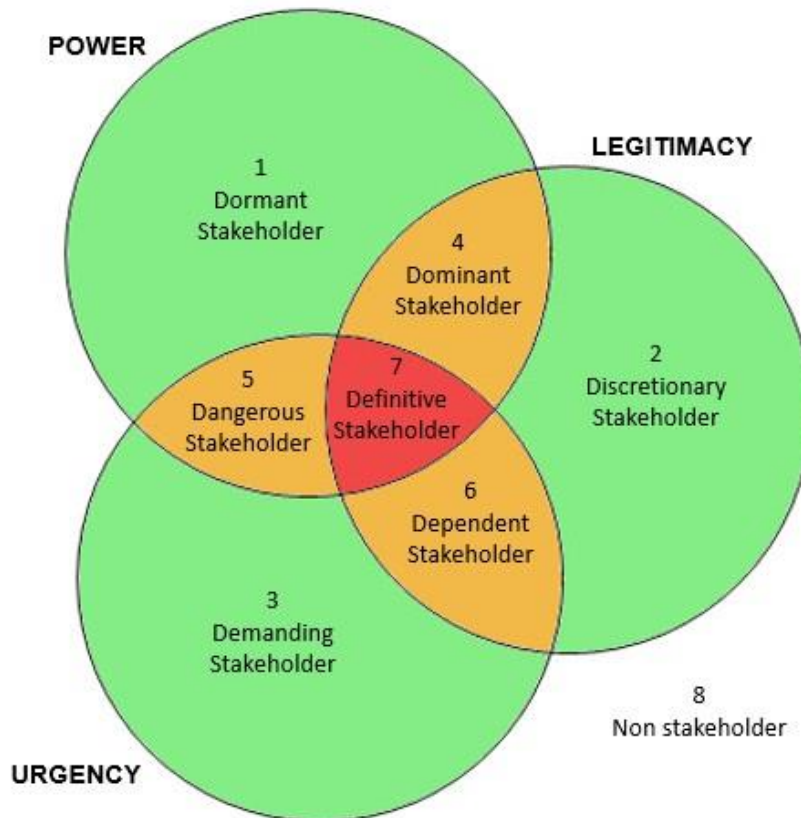 POWER
LEGITIMACY
1
Dormant
Stakeholder
4
Dominant
Stakeholder
2
Discretionary
Stakeholder
5
Dangerous
Stakeholder
7
Definitive
Stakeholder
6
Dependent
Stakeholder
3
Demanding
Stakeholder
8
Non stakeholder
URGENCY